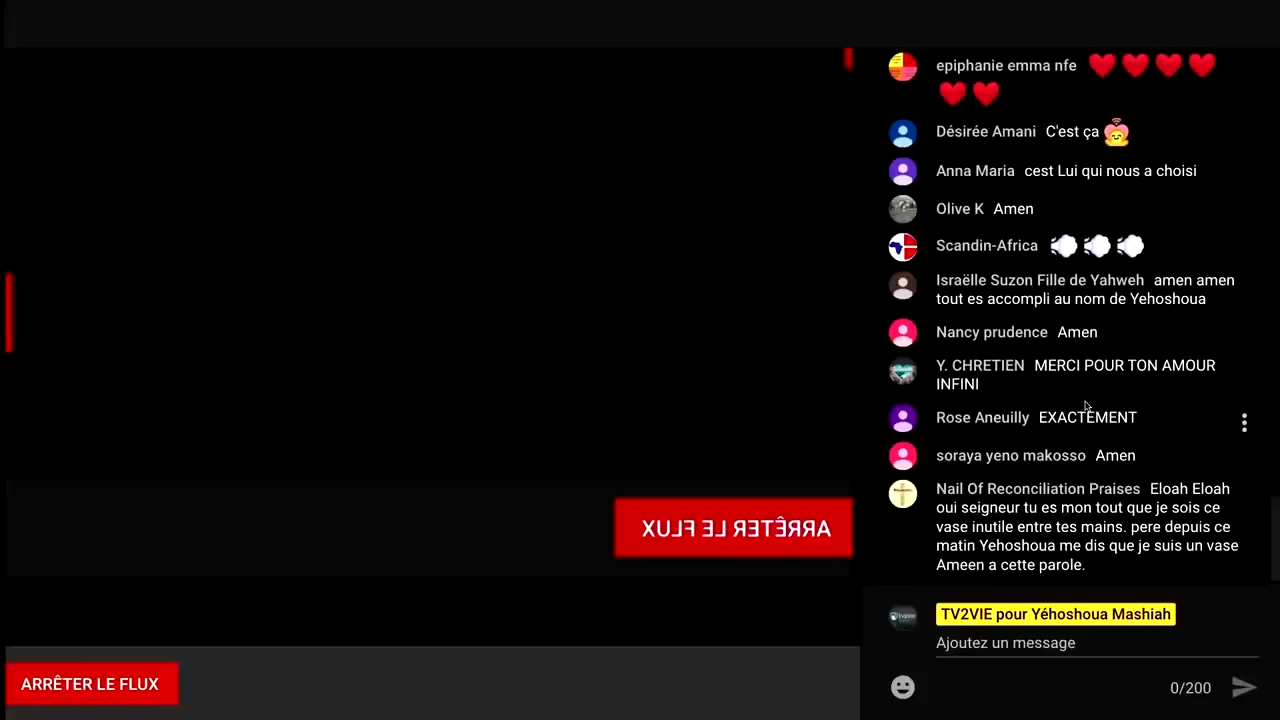 epiphanie emma nfe
Désirée Amani C'est ça
Anna Maria cest Lui qui nous a choisi
Olive K Amen
Scandin-Africa
Israëlle Suzon Fille de Yahweh amen amen
tout es accompli au nom de Yehoshoua
Nancy prudence Amen
Y. CHRETIEN MERCI POUR TON AMOUR
INFINI
Rose Aneuilly EXACTEMENT
soraya yeno makosso Amen
Nail Of Reconciliation Praises Eloah Eloah
oui seigneur tu es mon tout que je sois ce
vase inutile entre tes mains. pere depuis ce
matin Yehoshoua me dis que je suis un vase
Ameen a cette parole.
TV2VIE pour Yéhoshoua Mashiah
Ajoutez un message
0/200
ARRÊTER LE FLUX
ARRÊTER LE FLUX